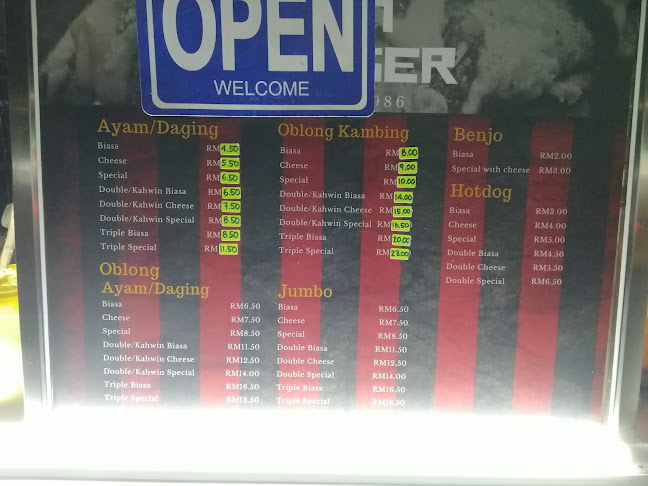 OPEN
WELCOME
986
Ayam/Daging
Biasa RM4.50
Cheese RM5.50
Special RM6.50
Double/Kahwin Biasa RM6.50
Double/Kahwin Cheese RM7.50
Double/Kahwin Special RM8.50
Triple Biasa RM8.50
Triple Special RM11.50
Oblong
Ayam/Daging
Biasa RM6.50
Cheese RM7.50
Special RM8.50
Double/Kahwin Biasa RM11.50
Double/Kahwin Cheese RM12.50
Double/Kahwin Special RM14.00
Triple Biasa RM16.50
Triple Special RM18.50
Oblong Kambing
Biasa RM8.00
Cheese RM9.00
Special RM10.00
Double/Kahwin Biasa RM14.00
Double/Kahwin Cheese RM15.00
Double/Kahwin Special RM16.50
Triple Biasa RM20.00
Triple Special RM23.00
Jumbo
Biasa RM6.50
Cheese RM7.50
Special RM8.50
Double Biasa RM11.50
Double Cheese RM12.50
Double Special RM14.00
Triple Biasa RM16.50
Triple Special RM18.50
Benjo
Biasa RM2.00
Special with cheese RM3.00
Hotdog
Biasa RM3.00
Cheese RM4.00
Special RM5.00
Double Biasa RM4.50
Double Cheese RM5.50
Double Special RM6.50